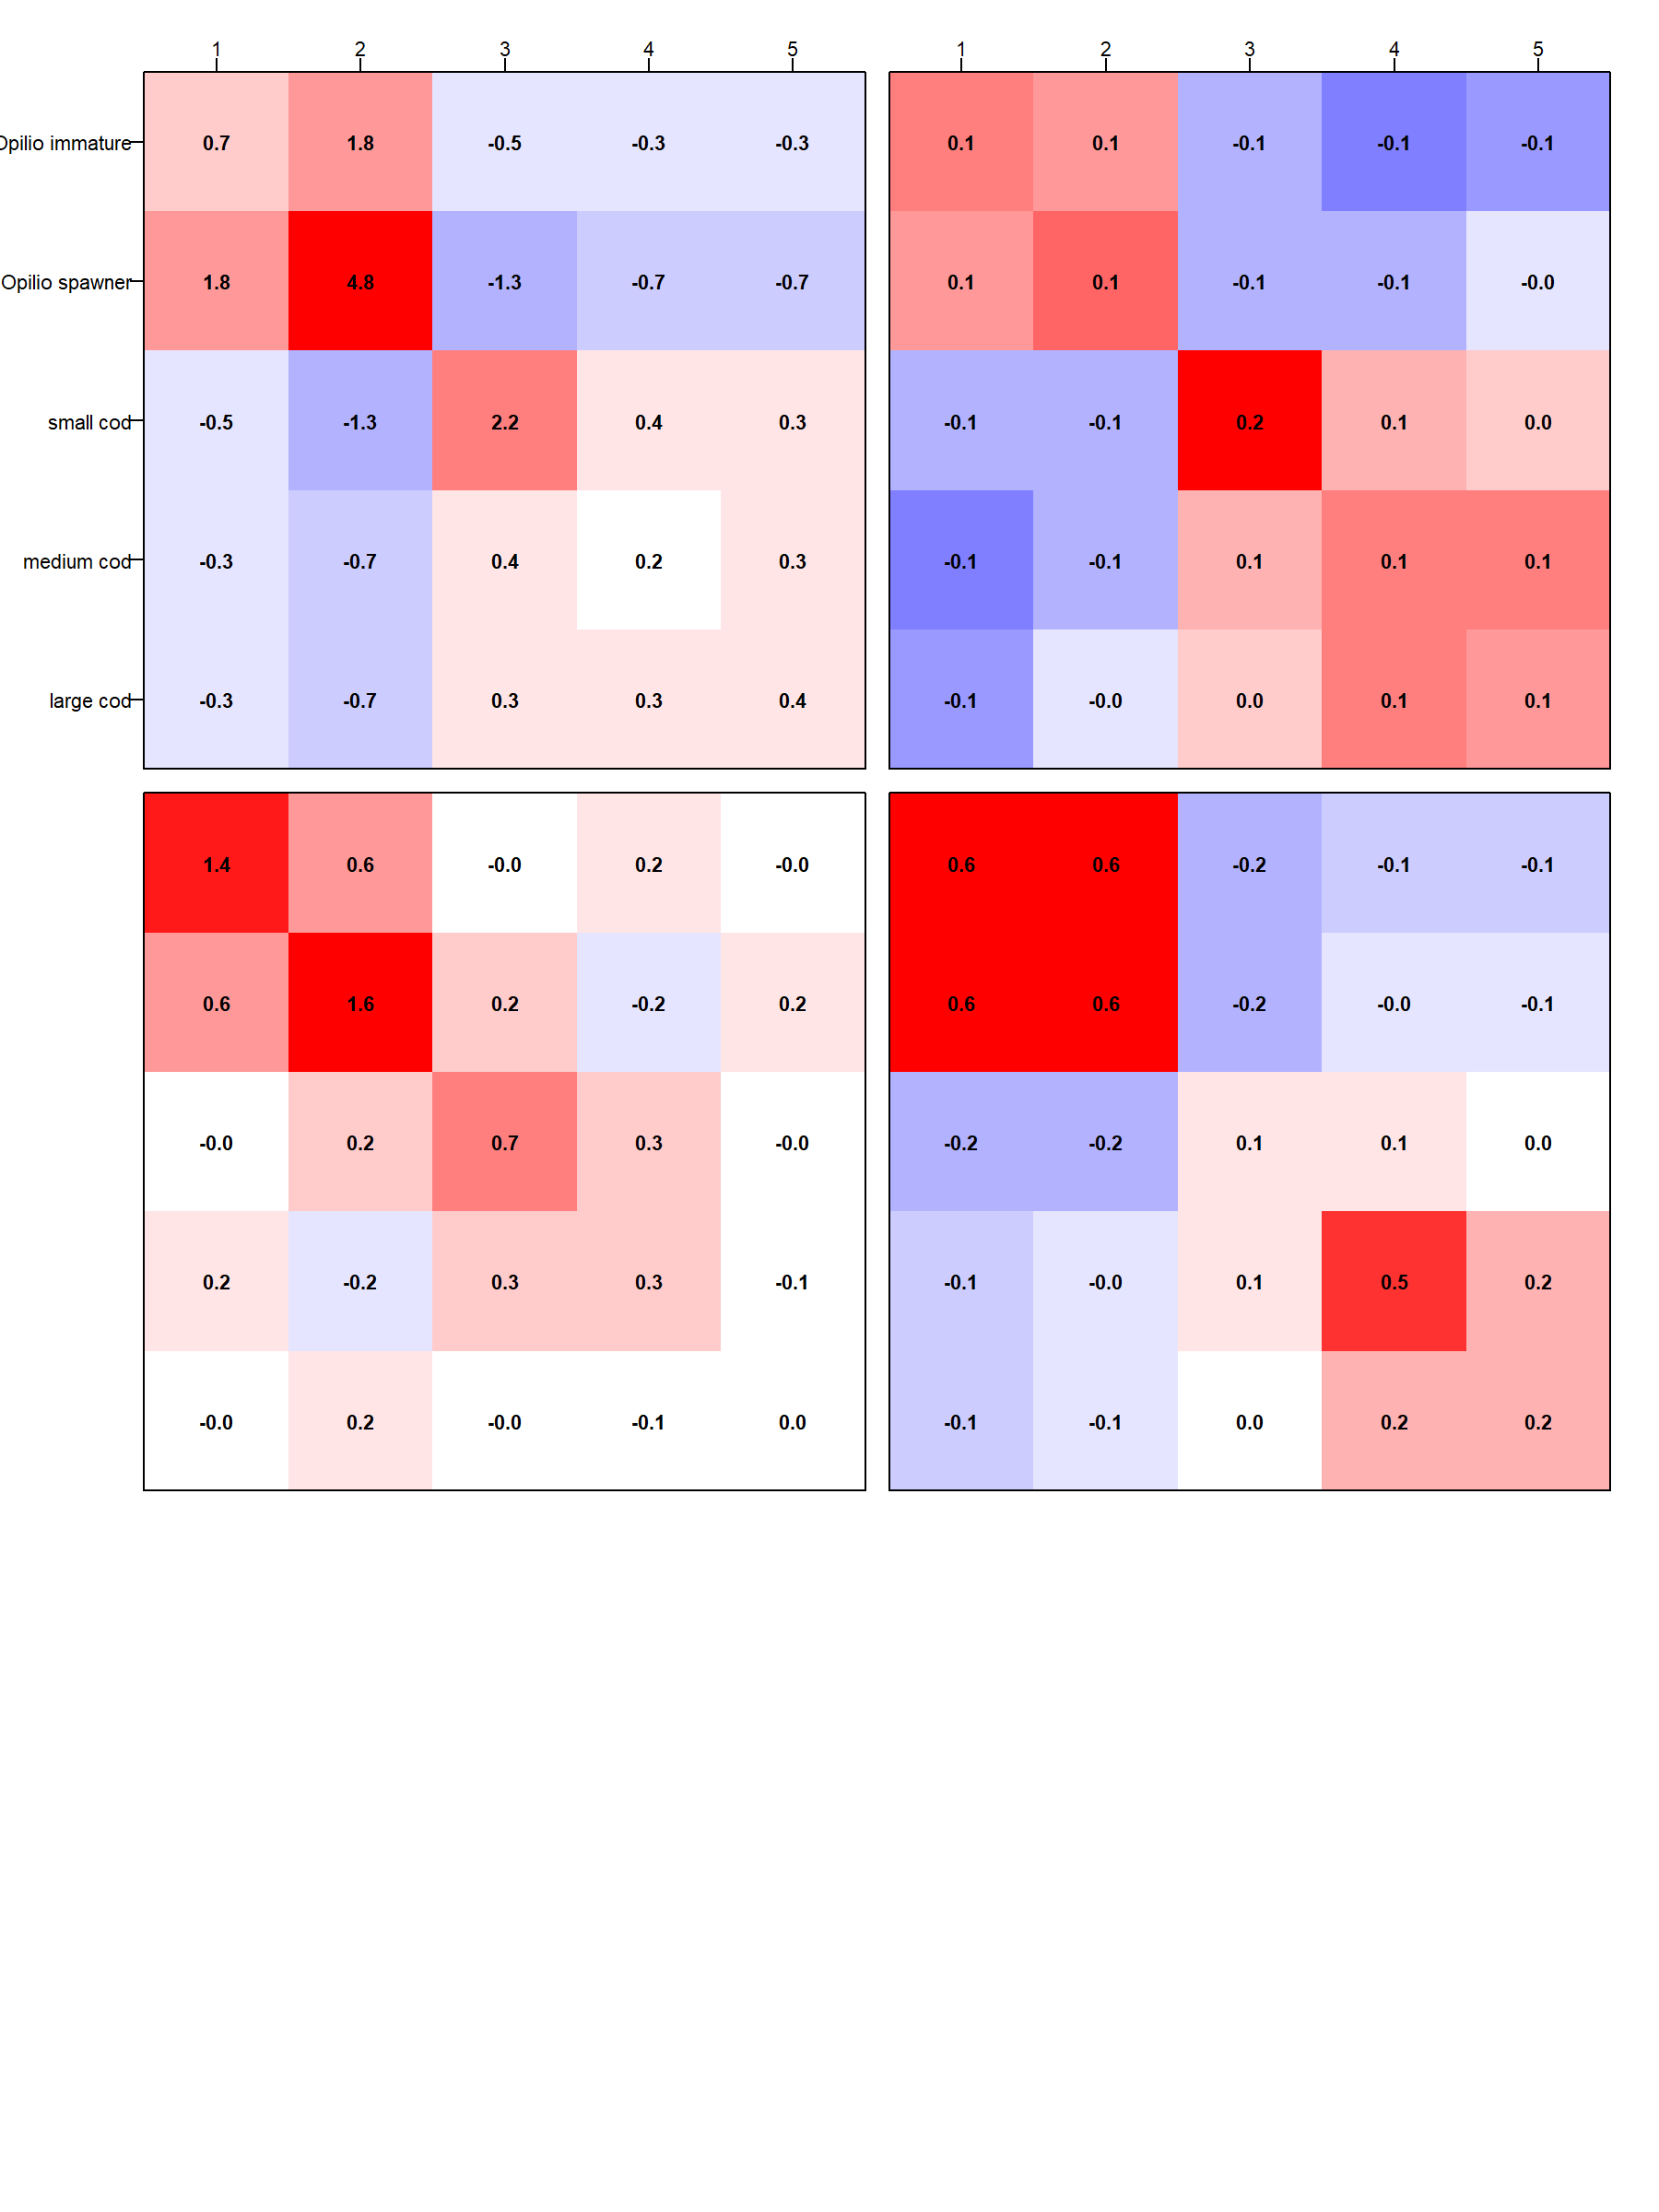 1 2 3 4 5 1 2 3 4 5
Opilio immature 0.7 1.8 -0.5 -0.3 -0.3 0.1 0.1 -0.1 -0.1 -0.1
Opilio spawner 1.8 4.8 -1.3 -0.7 -0.7 0.1 0.1 -0.1 -0.1 -0.0
small cod -0.5 -1.3 2.2 0.4 0.3 -0.1 -0.1 0.2 0.1 0.0
medium cod -0.3 -0.7 0.4 0.2 0.3 -0.1 -0.1 0.1 0.1 0.1
large cod -0.3 -0.7 0.3 0.3 0.4 -0.1 -0.0 0.0 0.1 0.1
1.4 0.6 -0.0 0.2 -0.0 0.6 0.6 -0.2 -0.1 -0.1
0.6 1.6 0.2 -0.2 0.2 0.6 0.6 -0.2 -0.0 -0.1
-0.0 0.2 0.7 0.3 -0.0 -0.2 -0.2 0.1 0.1 0.0
0.2 -0.2 0.3 0.3 -0.1 -0.1 -0.0 0.1 0.5 0.2
-0.0 0.2 -0.0 -0.1 0.0 -0.1 -0.1 0.0 0.2 0.2